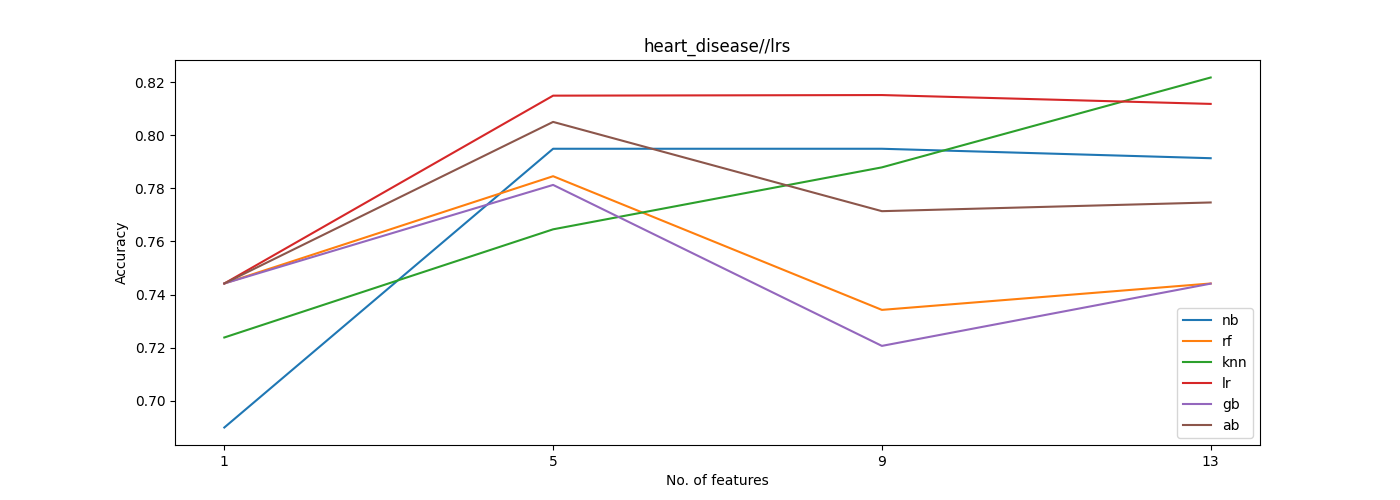 heart_disease//lrs
Accuracy
0.82
0.80
0.78
0.76
0.74
0.72
0.70
1 5 9 13
No. of features
nb
rf
knn
lr
gb
ab